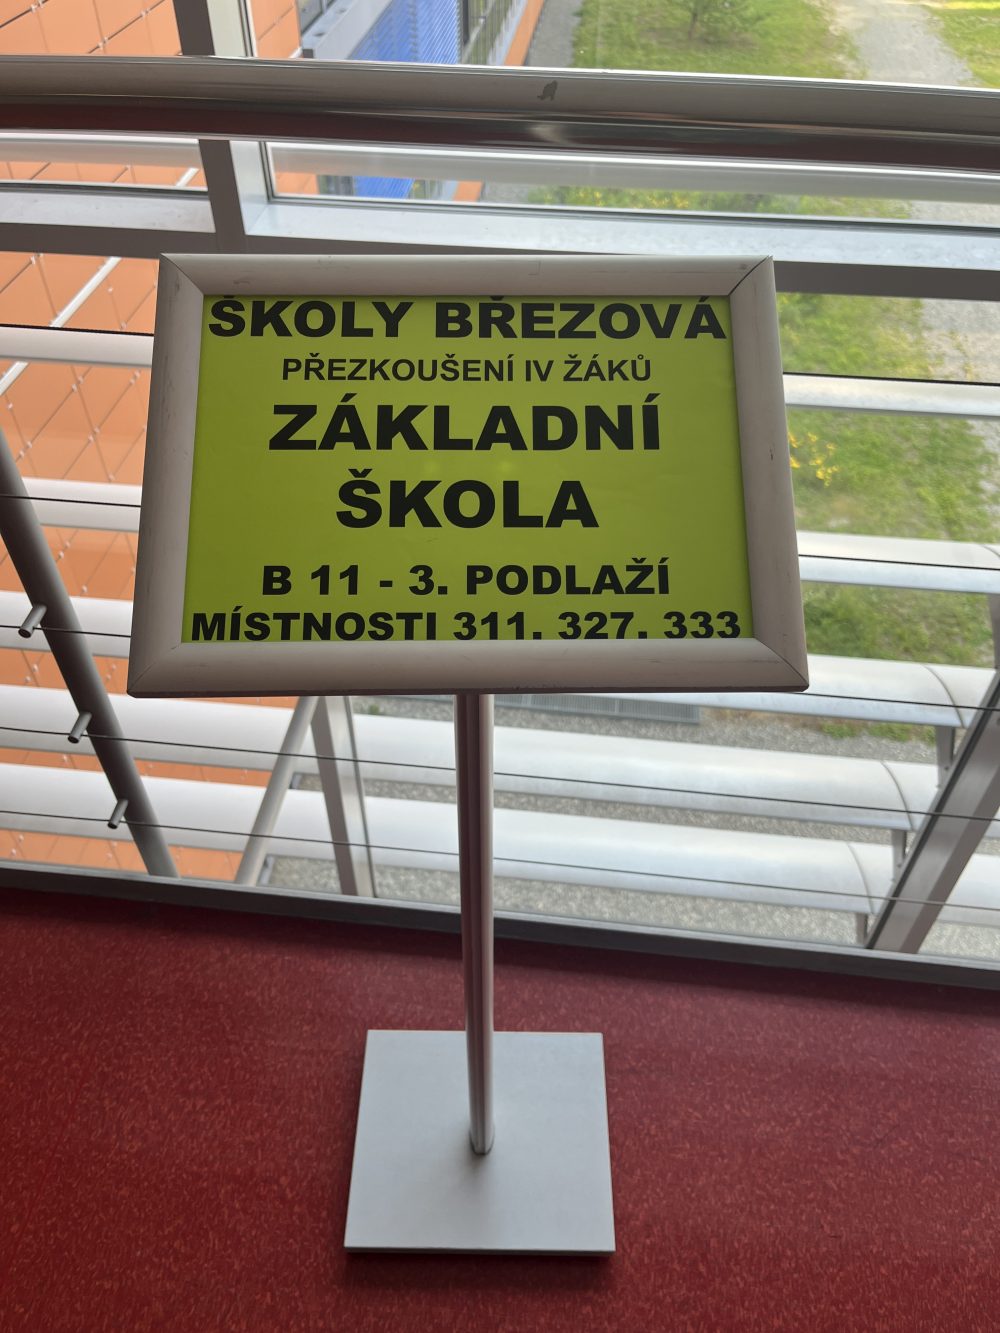 ŠKOLY BŘEZOVÁ
PŘEZKOUŠENÍ IV ŽÁKŮ
ZÁKLADNÍ
ŠKOLA
B 11 - 3. PODLAŽÍ
MÍSTNOSTI 311, 327, 333